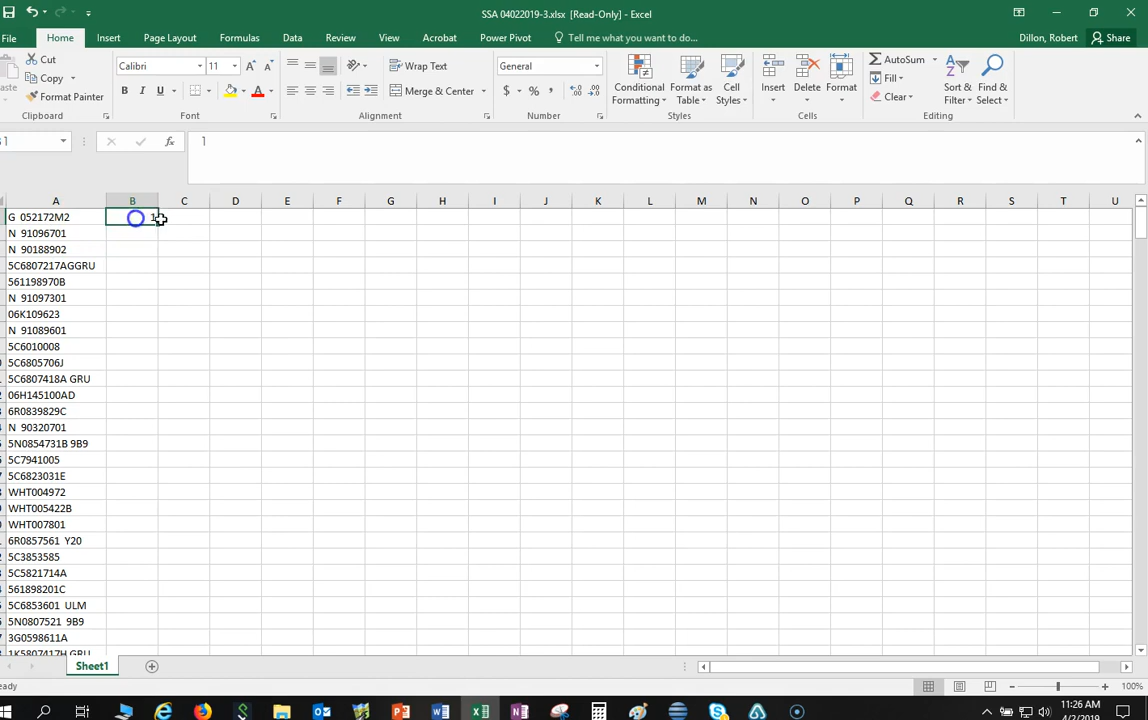 SSA 04022019-3.xlsx [Read-Only] - Excel
File Home Insert Page Layout Formulas Data Review View Acrobat Power Pivot Tell me what you want to do... Dillon, Robert Share
Cut Calibri 11 Wrap Text General AutoSum
Copy Conditional Formatting Format as Table Cell Styles Insert Delete Format Fill Sort & Filter Find & Select
Format Painter B I U Merge & Center $ % Clear
Clipboard Font Alignment Number Styles Cells Editing
1
A B C D E F G H I J K L M N O P Q R S T U
G 052172M2 1
N 91096701
N 90188902
5C6807217AGGRU
561198970B
N 91097301
06K109623
N 91089601
5C6010008
5C6805706J
5C6807418A GRU
06H145100AD
6R0839829C
N 90320701
5N0854731B 9B9
5C7941005
5C6823031E
WHT004972
WHT005422B
WHT007801
6R0857561 Y20
5C3853585
5C5821714A
561898201C
5C6853601 ULM
5N0807521 9B9
3G0598611A
1K5807417H GRU
Sheet1
100%
11:26 AM
4/2/2019